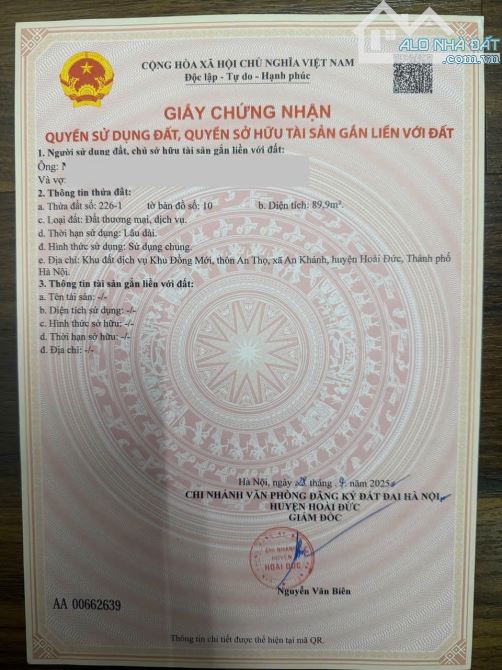 ALO NHÀ ĐẤT
.com.vn
CỘNG HÒA XÃ HỘI CHỦ NGHĨA VIỆT NAM
Độc lập - Tự do - Hạnh phúc
GIẤY CHỨNG NHẬN
QUYỀN SỬ DỤNG ĐẤT, QUYỀN SỞ HỮU TÀI SẢN GẮN LIỀN VỚI ĐẤT
1. Người sử dụng đất, chủ sở hữu tài sản gắn liền với đất:
Ông:
Và vợ:
2. Thông tin thửa đất:
a. Thửa đất số: 226-1 tờ bản đồ số: 10 b. Diện tích: 89,9m².
c. Loại đất: Đất thương mại, dịch vụ.
d. Thời hạn sử dụng: Lâu dài.
đ. Hình thức sử dụng: Sử dụng chung.
e. Địa chỉ: Khu đất dịch vụ Khu Đồng Mới, thôn An Thọ, xã An Khánh, huyện Hoài Đức, Thành phố
Hà Nội.
3. Thông tin tài sản gắn liền với đất:
a. Tên tài sản: -/-
b. Diện tích sử dụng: -/-
c. Hình thức sở hữu: -/-
d. Thời hạn sở hữu: -/-
đ. Địa chỉ: -/-
Hà Nội, ngày 28 tháng 4 năm 2025
CHI NHÁNH VĂN PHÒNG ĐĂNG KÝ ĐẤT ĐAI HÀ NỘI,
HUYỆN HOÀI ĐỨC
GIÁM ĐỐC
CHI NHÁNH
HUYỆN
HOÀI ĐỨC
Nguyễn Văn Biên
AA 00662639
Thông tin chi tiết được thể hiện tại mã QR.